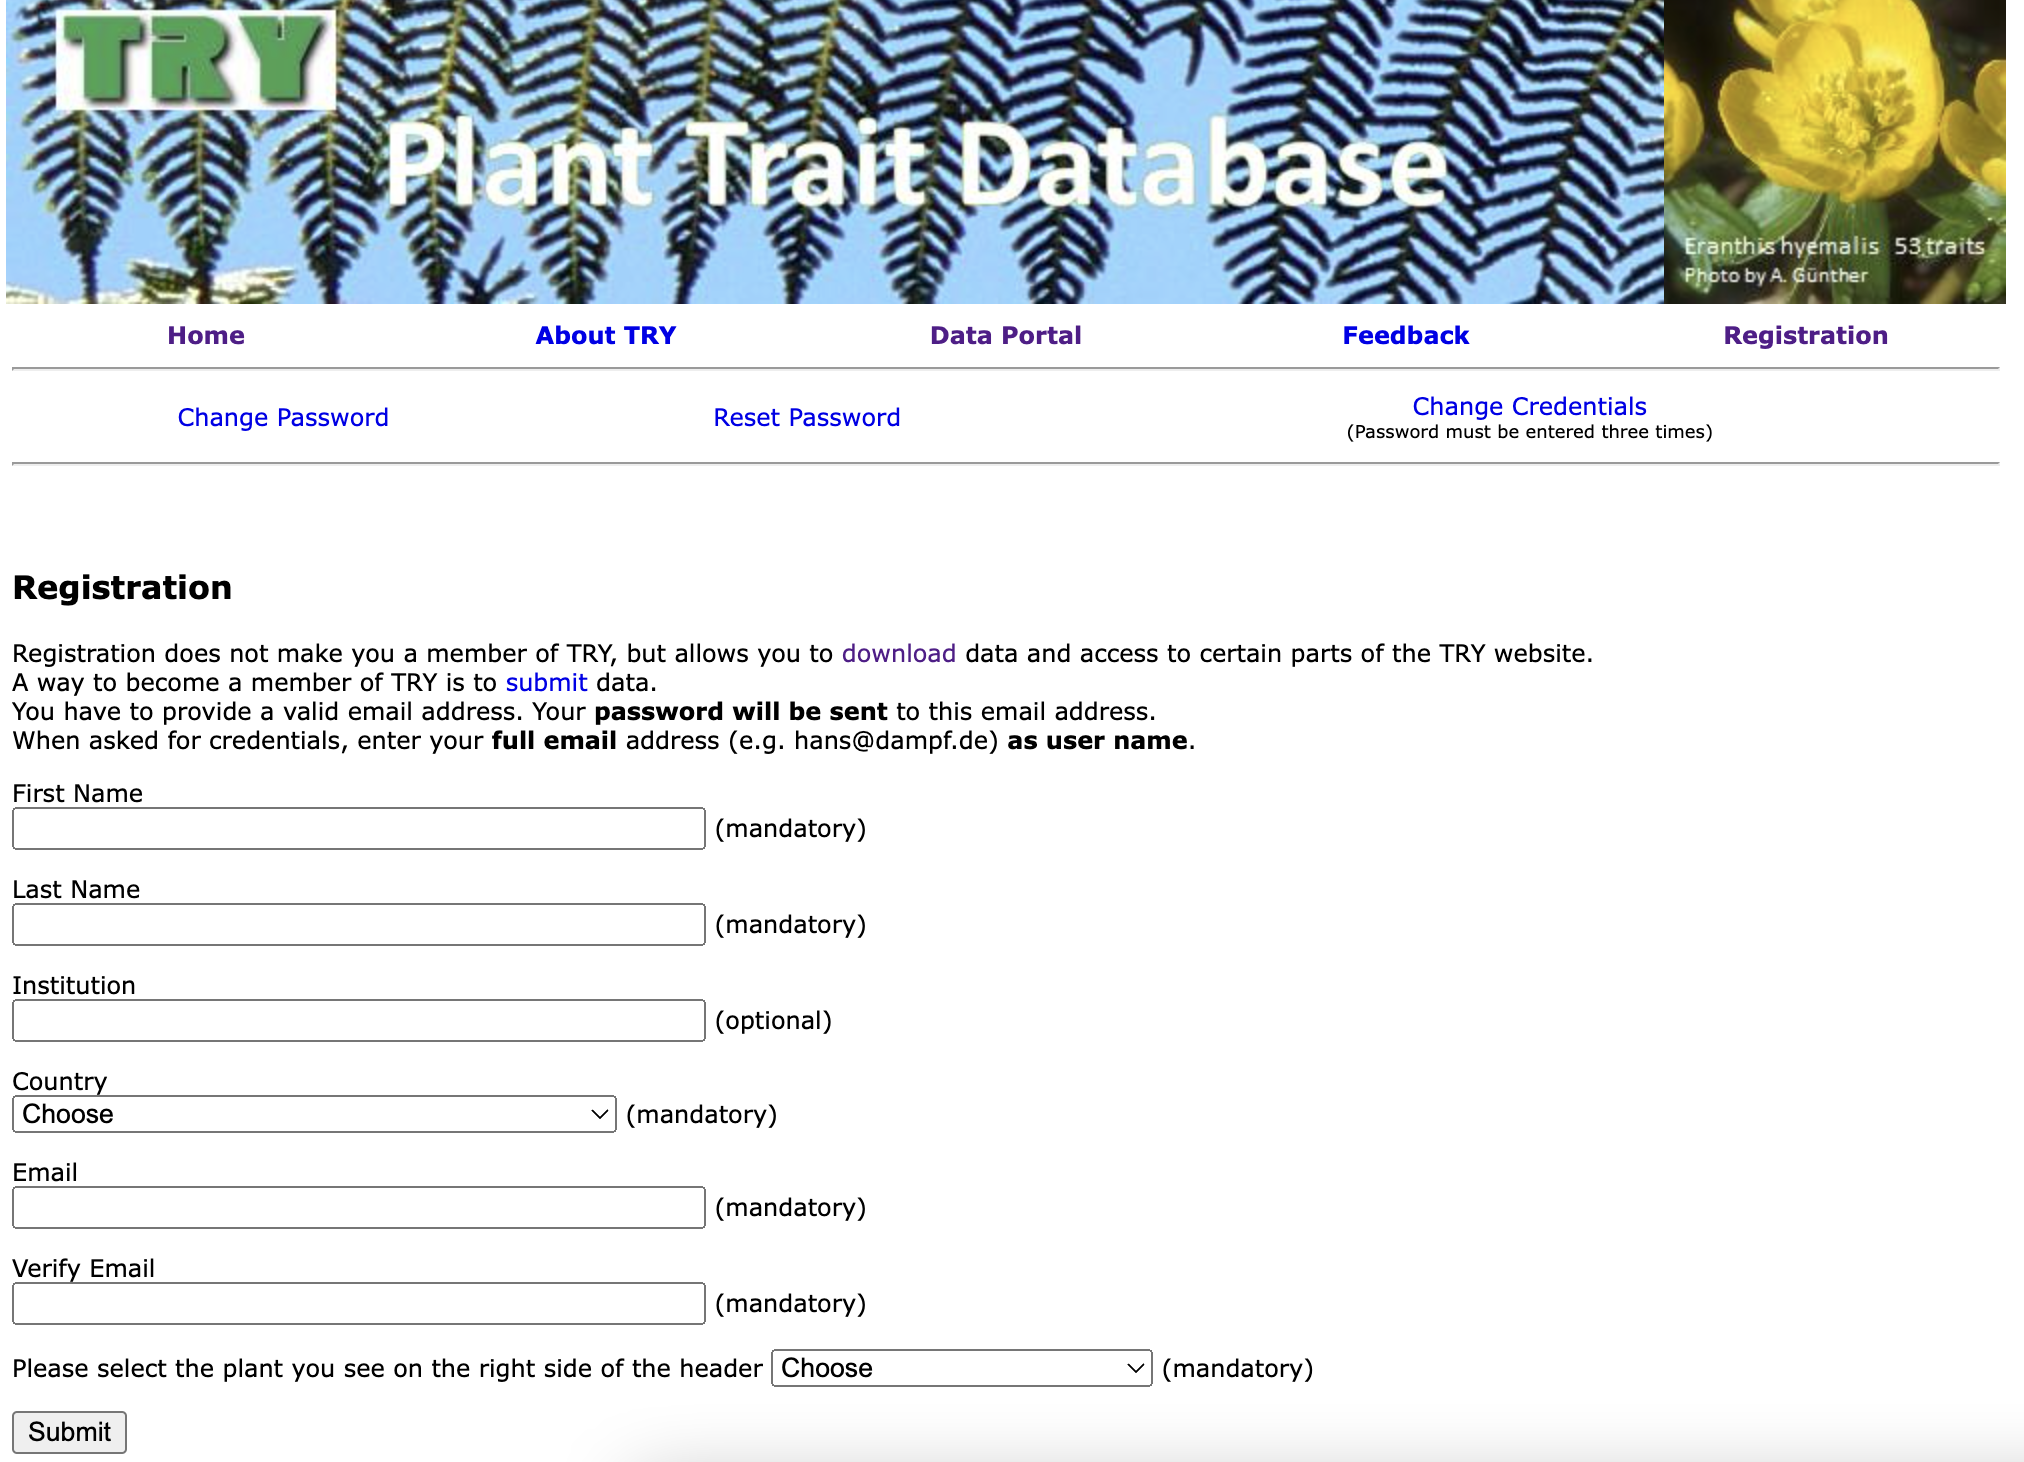 TRY
Plant Trait Database
Eranthis hyemalis 53 traits
Photo by A. Günther
Home About TRY Data Portal Feedback Registration
Change Password Reset Password Change Credentials
(Password must be entered three times)
Registration
Registration does not make you a member of TRY, but allows you to download data and access to certain parts of the TRY website.
A way to become a member of TRY is to submit data.
You have to provide a valid email address. Your password will be sent to this email address.
When asked for credentials, enter your full email address (e.g. hans@dampf.de) as user name.
First Name
(mandatory)
Last Name
(mandatory)
Institution
(optional)
Country
Choose (mandatory)
Email
(mandatory)
Verify Email
(mandatory)
Please select the plant you see on the right side of the header Choose (mandatory)
Submit